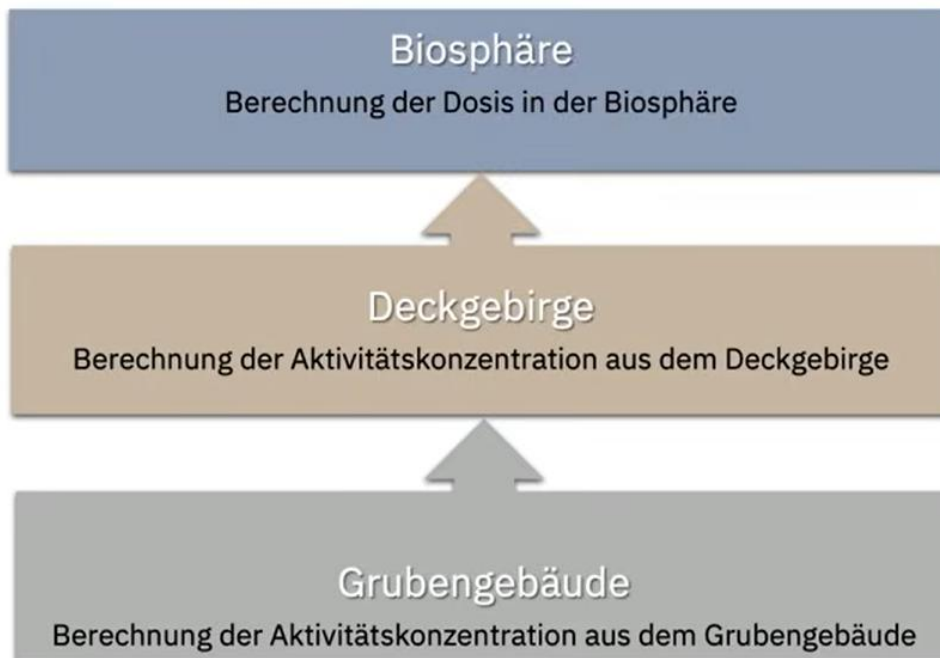 Biosphäre
Berechnung der Dosis in der Biosphäre
Deckgebirge
Berechnung der Aktivitätskonzentration aus dem Deckgebirge
Grubengebäude
Berechnung der Aktivitätskonzentration aus dem Grubengebäude